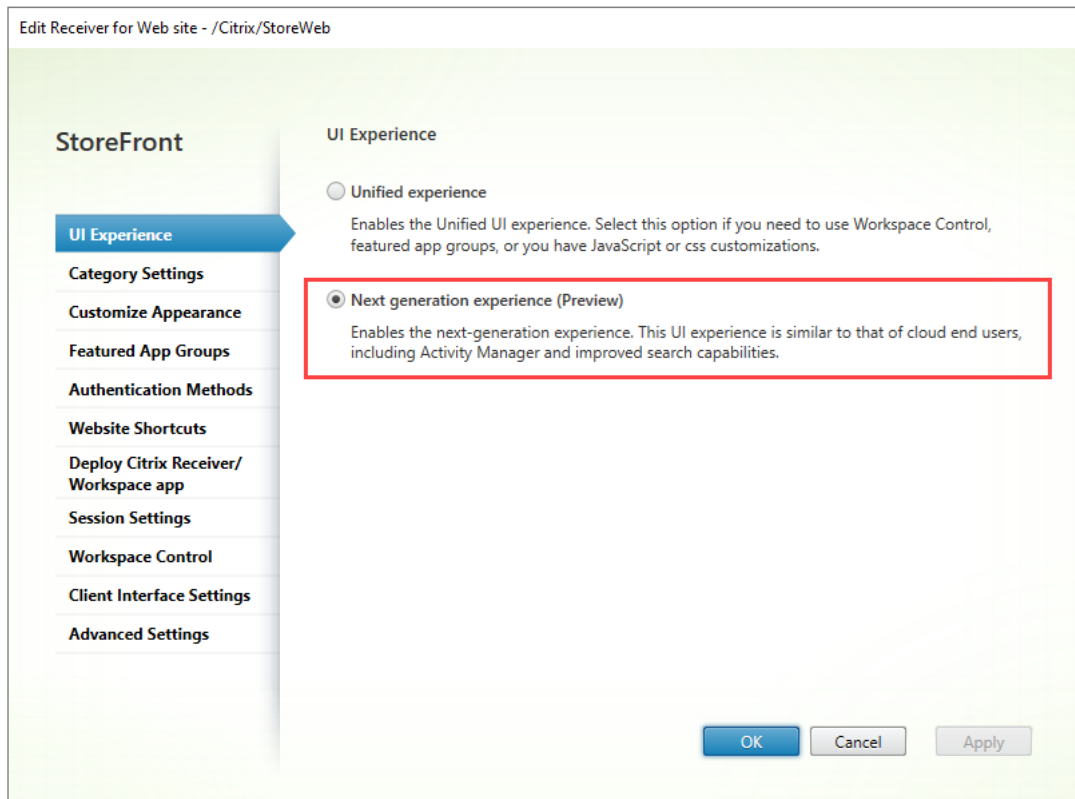 Edit Receiver for Web site - /Citrix/StoreWeb
StoreFront
UI Experience
Category Settings
Customize Appearance
Featured App Groups
Authentication Methods
Website Shortcuts
Deploy Citrix Receiver/
Workspace app
Session Settings
Workspace Control
Client Interface Settings
Advanced Settings
UI Experience
Unified experience
Enables the Unified UI experience. Select this option if you need to use Workspace Control,
featured app groups, or you have JavaScript or css customizations.
Next generation experience (Preview)
Enables the next-generation experience. This UI experience is similar to that of cloud end users,
including Activity Manager and improved search capabilities.
OK
Cancel
Apply